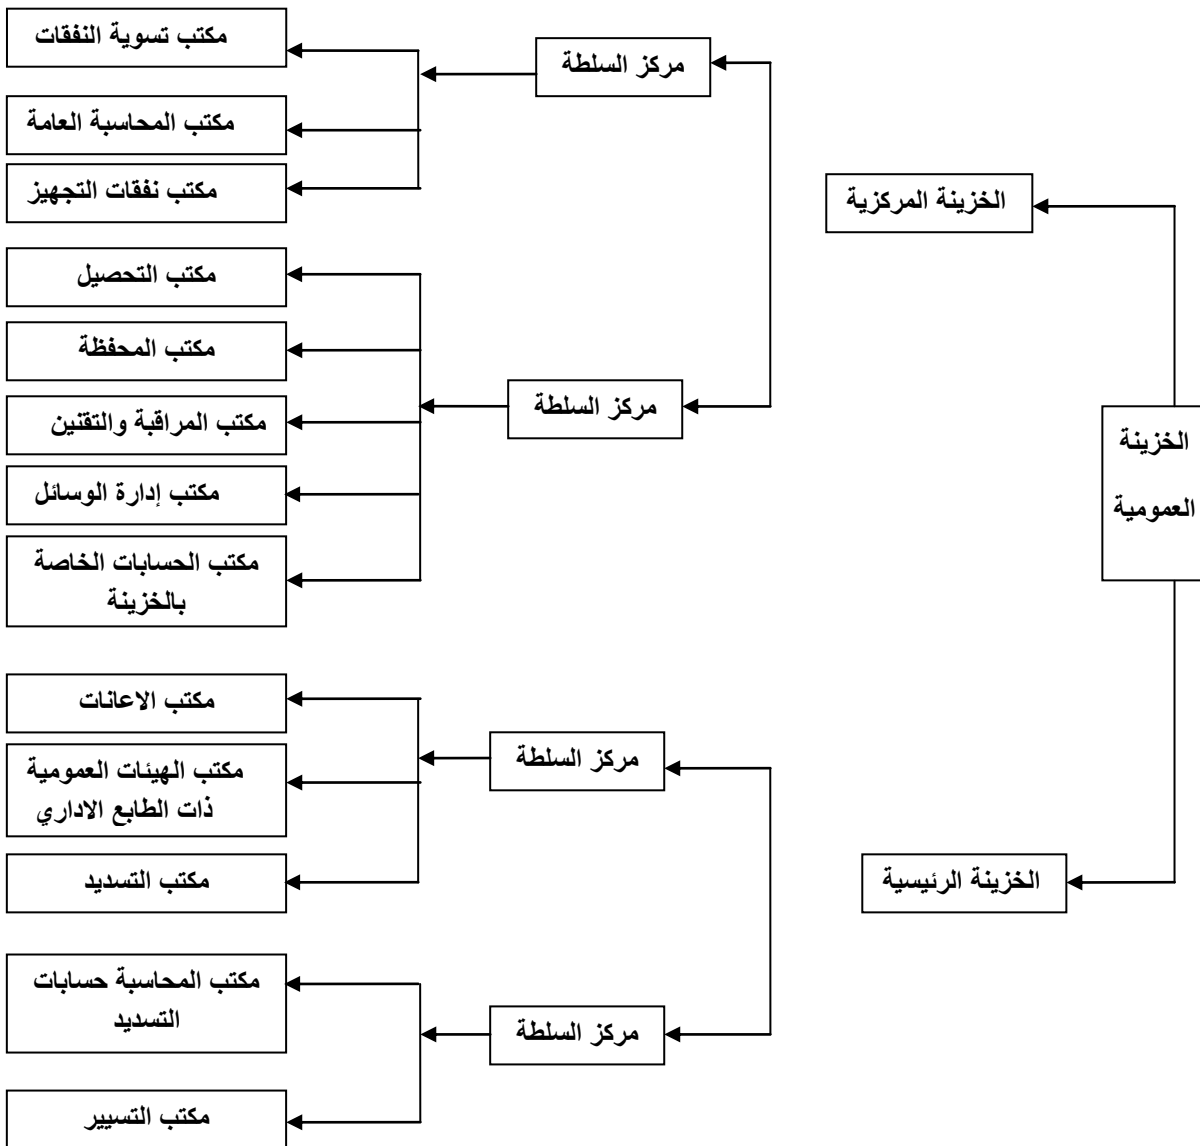 الخزينة
العمومية
الخزينة المركزية
مركز السلطة
مكتب تسوية النفقات
مكتب المحاسبة العامة
مكتب نفقات التجهيز
مركز السلطة
مكتب التحصيل
مكتب المحفظة
مكتب المراقبة والتقنين
مكتب إدارة الوسائل
مكتب الحسابات الخاصة
بالخزينة
الخزينة الرئيسية
مركز السلطة
مكتب الاعانات
مكتب الهيئات العمومية
ذات الطابع الاداري
مكتب التسديد
مركز السلطة
مكتب المحاسبة حسابات
التسديد
مكتب التسيير